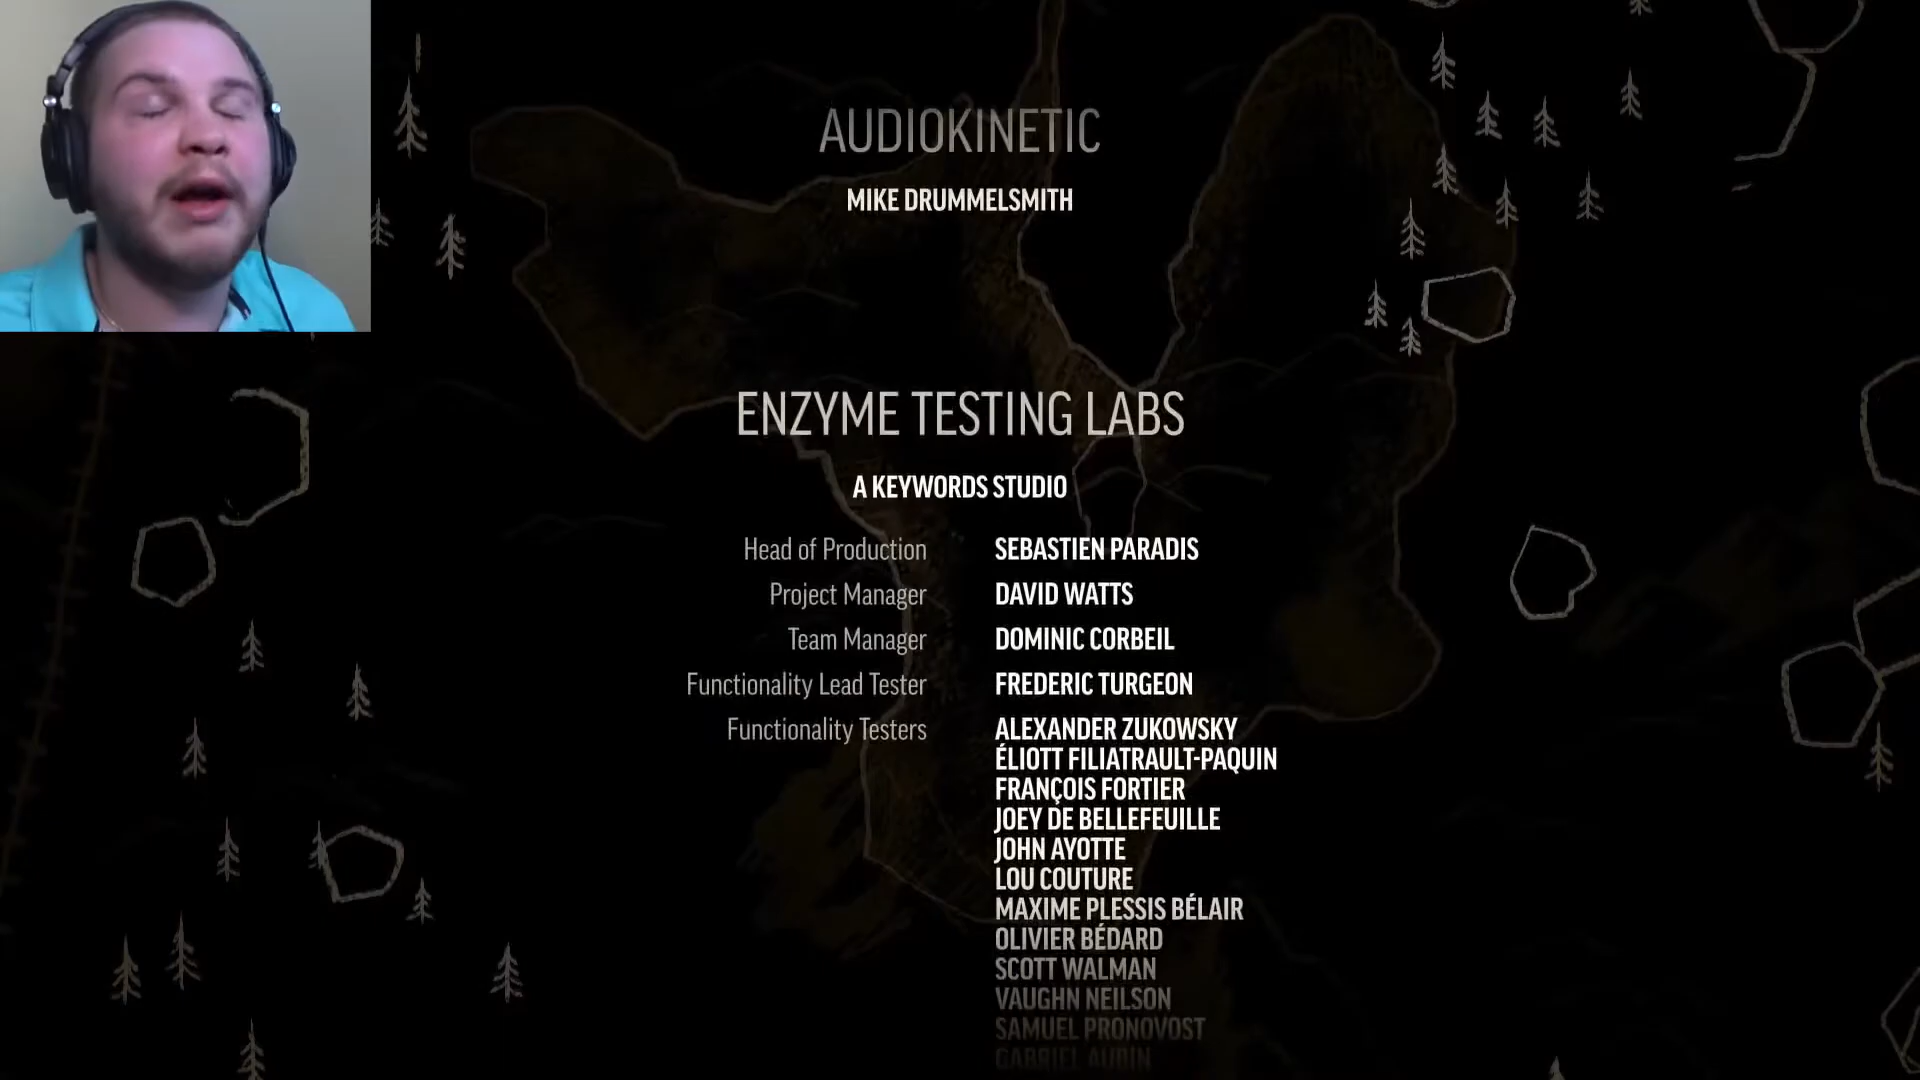 AUDIOKINETIC
MIKE DRUMMELSMITH
ENZYME TESTING LABS
A KEYWORDS STUDIO
Head of Production SEBASTIEN PARADIS
Project Manager DAVID WATTS
Team Manager DOMINIC CORBEIL
Functionality Lead Tester FREDERIC TURGEON
Functionality Testers ALEXANDER ZUKOWSKY
ÉLIOTT FILIATRAULT-PAQUIN
FRANÇOIS FORTIER
JOEY DE BELLEFEUILLE
JOHN AYOTTE
LOU COUTURE
MAXIME PLESSIS BÉLAIR
OLIVIER BÉDARD
SCOTT WALMAN
VAUGHN NEILSON
SAMUEL PRONOVOST
GABRIEL AUBIN